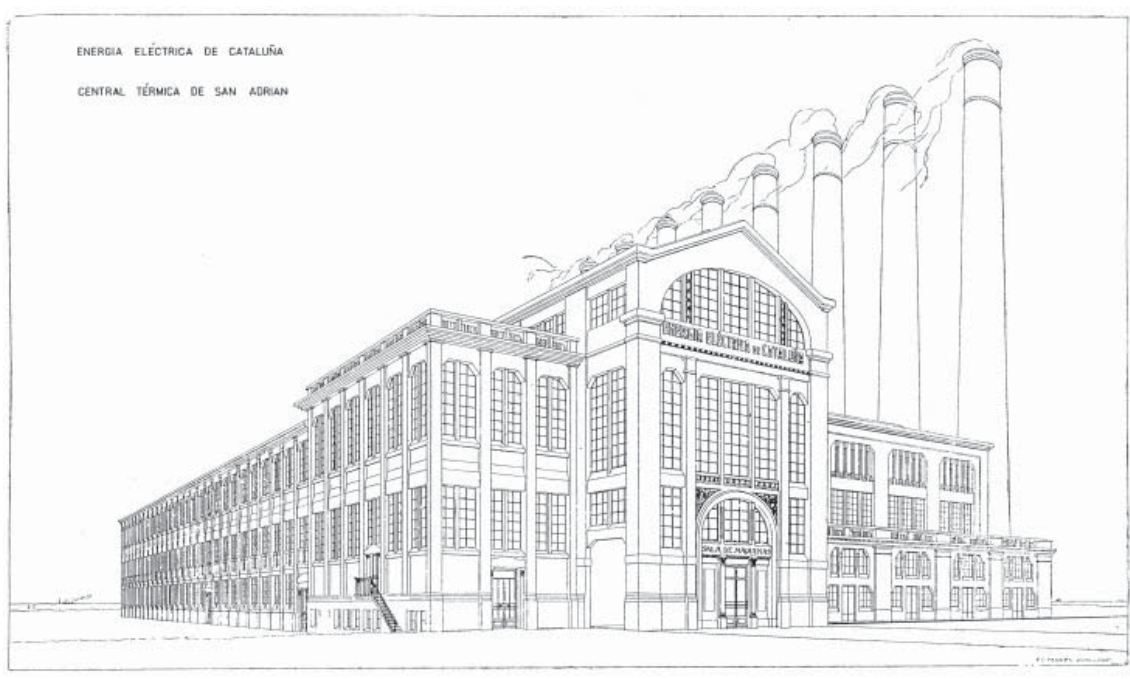 ENERGIA ELÉCTRICA DE CATALUÑA
CENTRAL TÉRMICA DE SAN ADRIAN
ENERGIA ELÉCTRICA DE CATALUÑA
SALA DE MAQUINAS